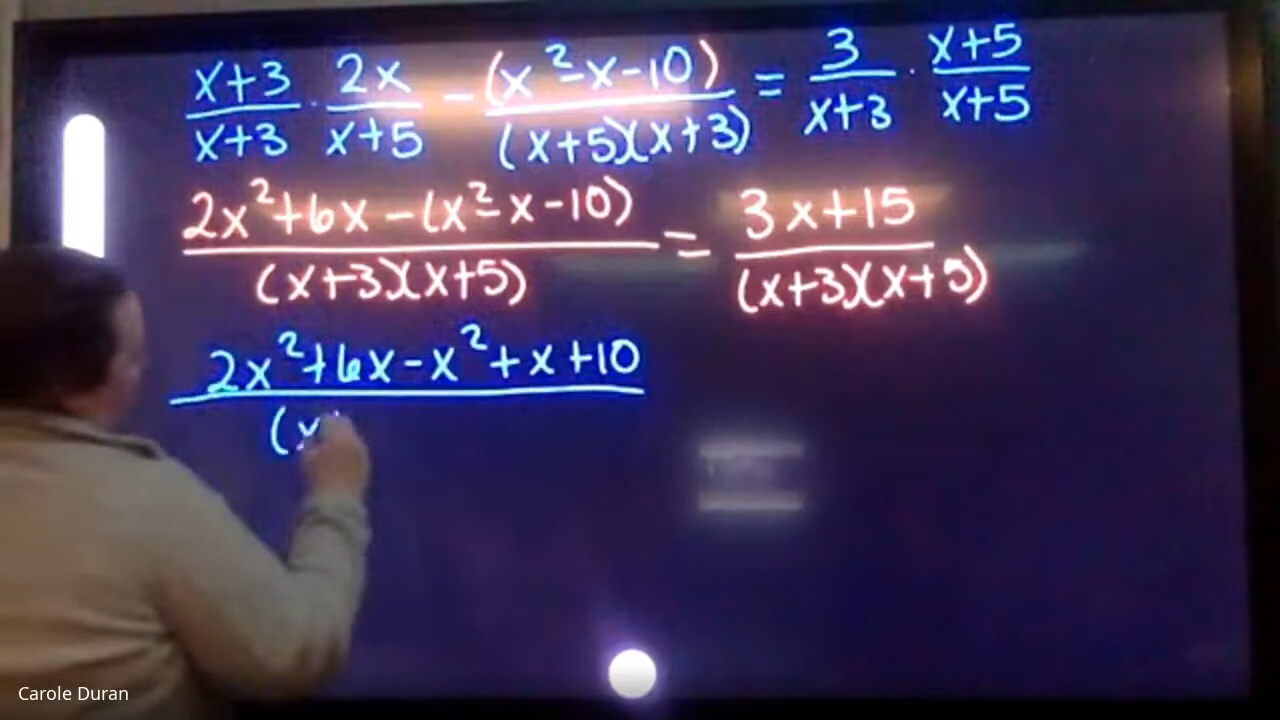 x+3/x+3 · 2x/x+5 - (x²-x-10)/(x+5)(x+3) = 3/x+3 · x+5/x+5
2x²+6x-(x²-x-10)/(x+3)(x+5) = 3x+15/(x+3)(x+5)
2x²+6x-x²+x+10/(x
Carole Duran